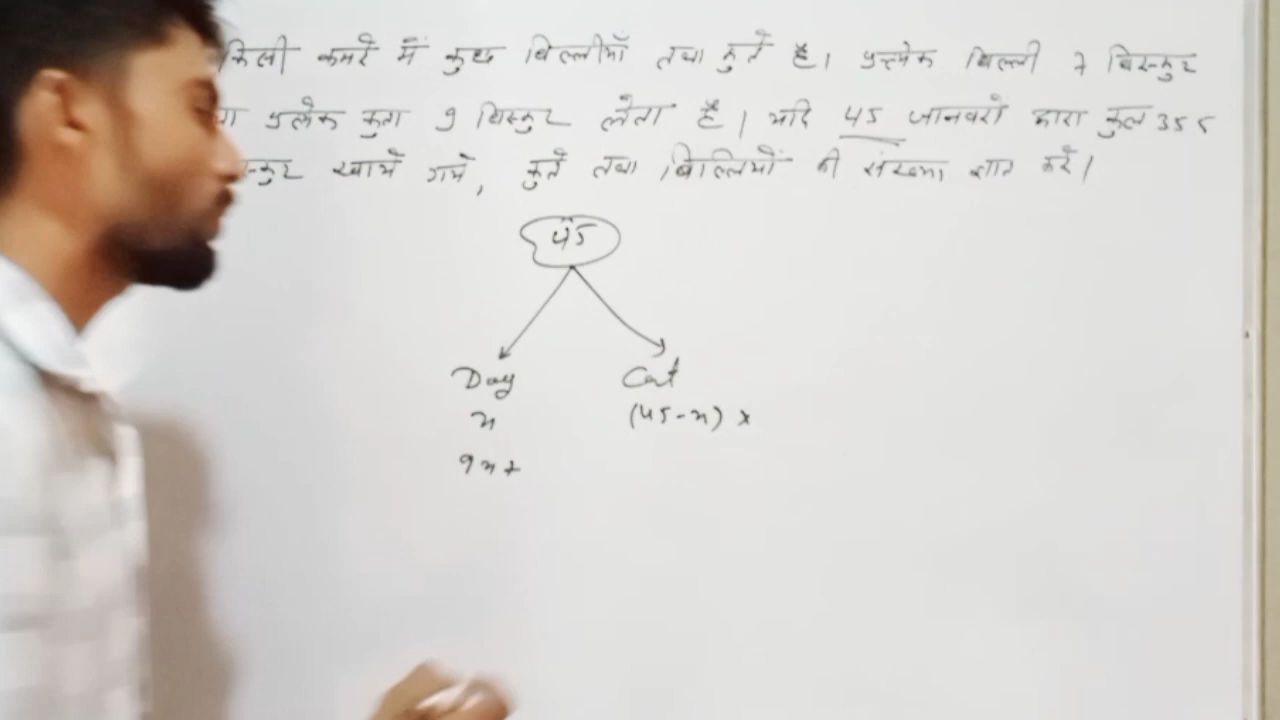 किसी कमरे में कुछ बिल्लीयाँ तथा कुते है। प्रत्येक बिल्ली 7 बिस्कुट
प्रत्येक कुता 9 बिस्कुट लेता है। यदि 45 जानवरों द्वारा कुल 355
खाये गये, कुते तथा बिल्लियों की संख्या ज्ञात करें।
45
Dog Cat
x (45-x) ×
9x +